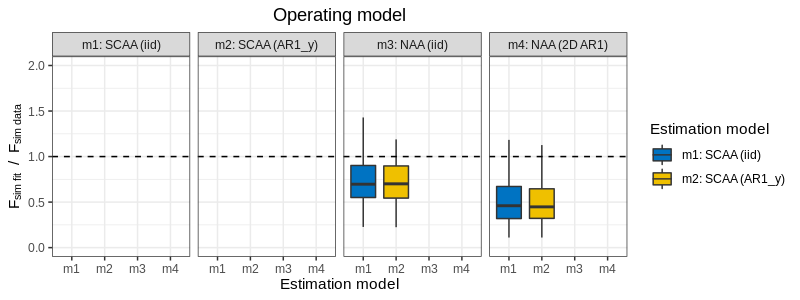 Operating model
m1: SCAA (iid)
m2: SCAA (AR1_y)
m3: NAA (iid)
m4: NAA (2D AR1)
2.0
1.5
1.0
0.5
0.0
Fsim fit / Fsim data
m1 m2 m3 m4
m1 m2 m3 m4
m1 m2 m3 m4
m1 m2 m3 m4
Estimation model
Estimation model
m1: SCAA (iid)
m2: SCAA (AR1_y)